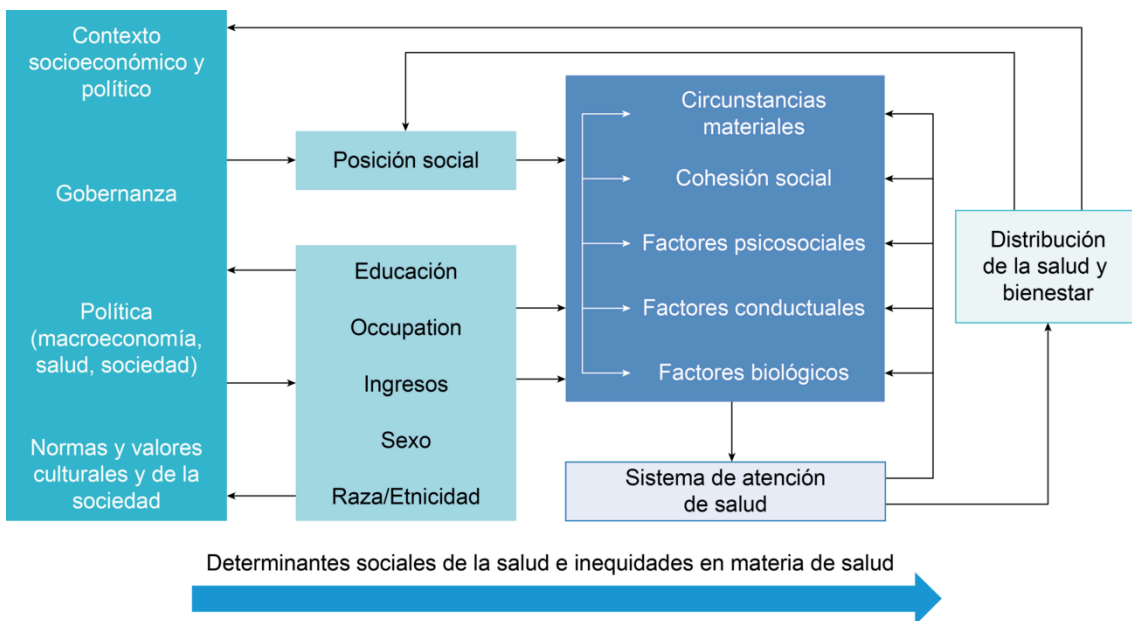 Contexto
socioeconómico y
político
Gobernanza
Política
(macroeconomía,
salud, sociedad)
Normas y valores
culturales y de la
sociedad
Posición social
Educación
Occupation
Ingresos
Sexo
Raza/Etnicidad
Circunstancias
materiales
Cohesión social
Factores psicosociales
Factores conductuales
Factores biológicos
Sistema de atención
de salud
Distribución
de la salud y
bienestar
Determinantes sociales de la salud e inequidades en materia de salud